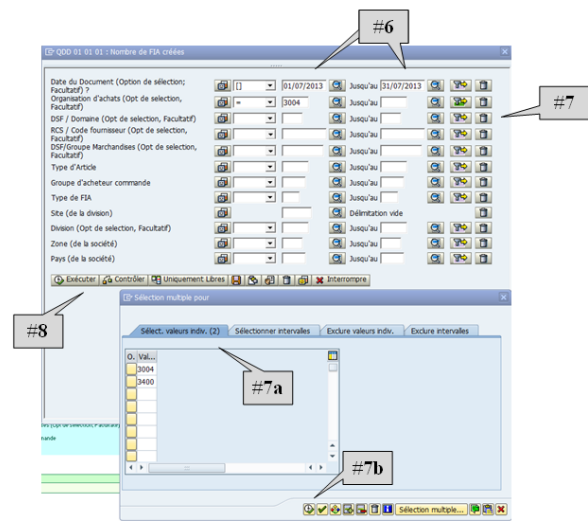 #6
QDD 01 01 01 : Nombre de FIA créées
Date du Document (Option de sélection;
Facultatif) ? [] 01/07/2013 Jusqu'au 31/07/2013
#7
Organisation d'achats (Opt de selection,
Facultatif) = 3004 Jusqu'au
DSF / Domaine (Opt de selection, Facultatif) Jusqu'au
RCS / Code fournisseur (Opt de selection,
Facultatif) Jusqu'au
DSF/Groupe Marchandises (Opt de selection,
Facultatif) Jusqu'au
Type d'Article Jusqu'au
Groupe d'acheteur commande Jusqu'au
Type de FIA Jusqu'au
Site (de la division) Délimitation vide
Division (Opt de selection, Facultatif) Jusqu'au
Zone (de la société) Jusqu'au
Pays (de la société) Jusqu'au
Exécuter Contrôler Uniquement Libres Interrompre
#8
Sélection multiple pour
Sélect. valeurs indiv. (2) Sélectionner intervalles Exclure valeurs indiv. Exclure intervalles
O. Val...
3004
3400
#7a
#7b
Sélection multiple...